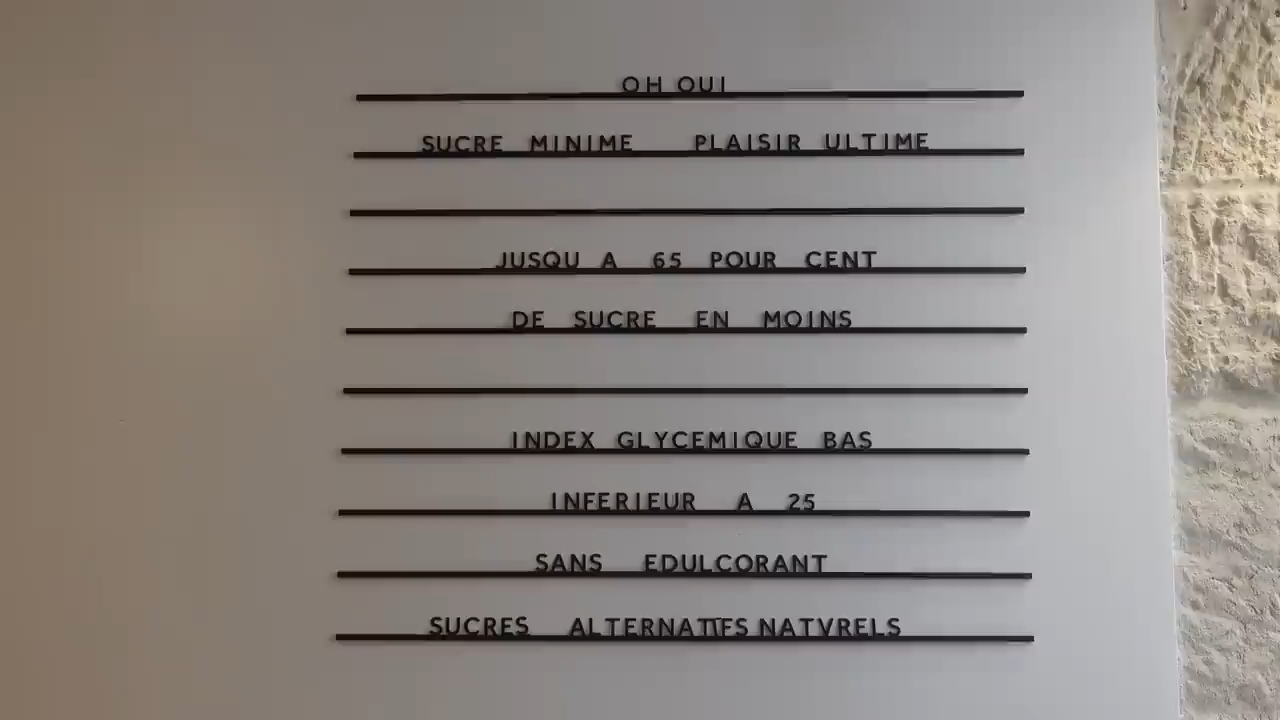 OH OUI
SUCRE MINIME PLAISIR ULTIME
JUSQU A 65 POUR CENT
DE SUCRE EN MOINS
INDEX GLYCEMIQUE BAS
INFERIEUR A 25
SANS EDULCORANT
SUCRES ALTERNATIFS NATVRELS